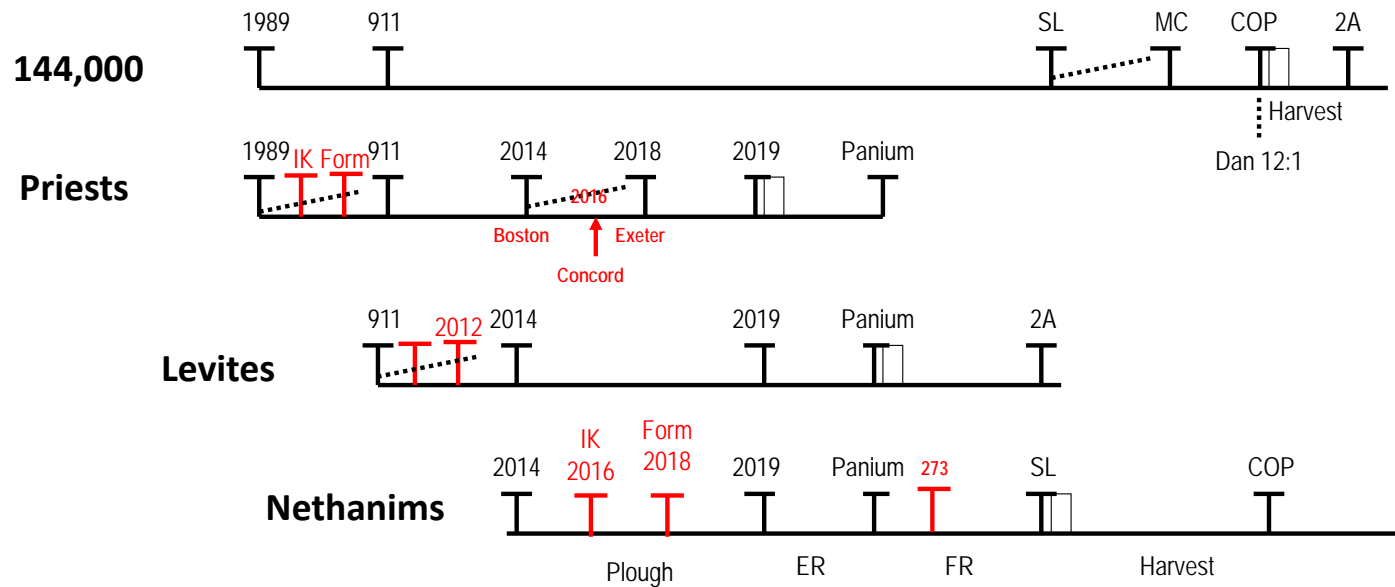 1989 911 SL MC COP 2A
144,000
Harvest
Dan 12:1
1989 IK Form 911 2014 2018 2019 Panium
Priests
2016
Boston Exeter
Concord
911 2012 2014 2019 Panium 2A
Levites
IK Form
2014 2016 2018 2019 Panium 273 SL COP
Nethanims
Plough ER FR Harvest